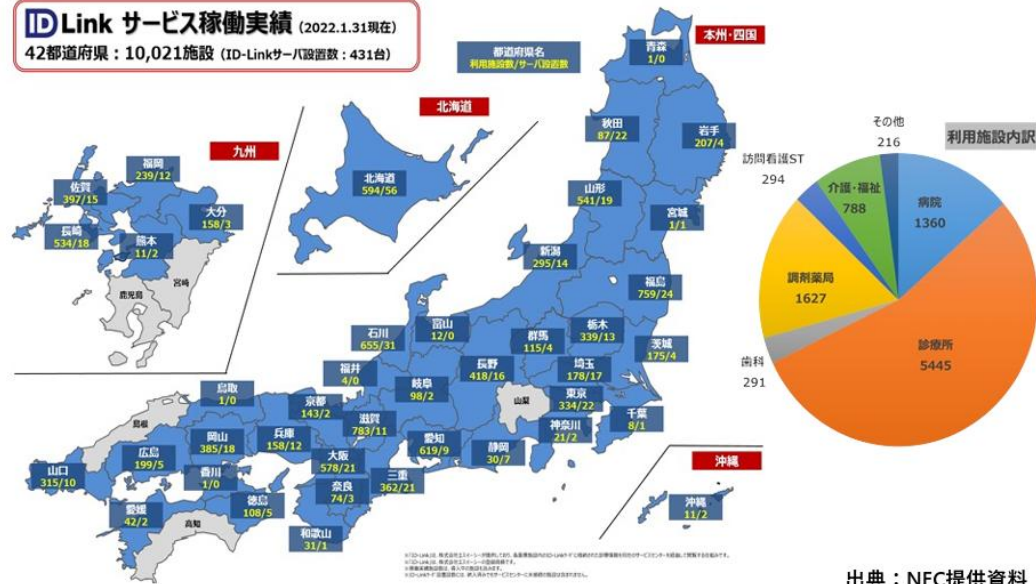 ID Link サービス稼働実績 (2022.1.31現在)
42都道府県:10,021施設 (ID-Linkサーバ設置数:431台)
都道府県名
利用施設数/サーバ設置数
本州・四国
北海道
九州
沖縄
青森
1/0
秋田
87/22
岩手
207/4
山形
541/19
宮城
1/1
新潟
295/14
福島
759/24
北海道
594/56
福岡
239/12
佐賀
397/15
大分
158/3
長崎
534/18
熊本
11/2
宮崎
鹿児島
石川
655/31
富山
12/0
群馬
115/4
栃木
339/13
茨城
175/4
福井
4/0
岐阜
98/2
長野
418/16
埼玉
178/17
山梨
東京
334/22
千葉
8/1
神奈川
21/2
静岡
30/7
愛知
619/9
滋賀
783/11
京都
143/2
鳥取
1/0
島根
岡山
385/18
兵庫
158/12
大阪
578/21
三重
362/21
奈良
74/3
和歌山
31/1
広島
199/5
山口
315/10
香川
1/0
徳島
108/5
愛媛
42/2
高知
沖縄
11/2
利用施設内訳
その他
216
訪問看護ST
294
介護・福祉
788
病院
1360
調剤薬局
1627
歯科
291
診療所
5445
出典:NEC提供資料